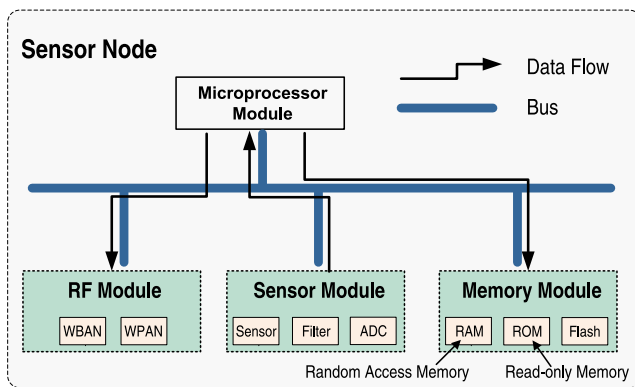 Sensor Node
Data Flow
Bus
Microprocessor
Module
RF Module
WBAN
WPAN
Sensor Module
Sensor
Filter
ADC
Memory Module
RAM
ROM
Flash
Random Access Memory
Read-only Memory